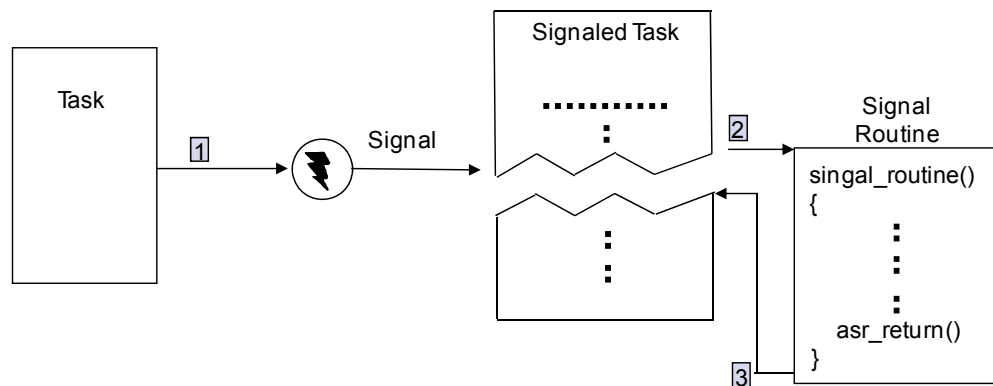 Task
1
Signal
Signaled Task
2
Signal
Routine
singal_routine()
{
asr_return()
}
3